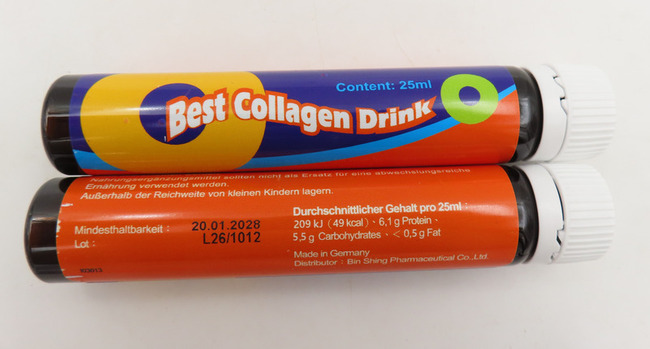 Content: 25ml
Best Collagen Drink
Nahrungsergänzungsmittel sollten nicht als Ersatz für eine abwechslungsreiche
Ernährung verwendet werden.
Außerhalb der Reichweite von kleinen Kindern lagern.
Mindesthaltbarkeit : 20.01.2028
Lot : L26/1012
Durchschnittlicher Gehalt pro 25ml :
209 kJ (49 kcal)・6,1 g Protein・
5,5 g Carbohydrates・< 0,5 g Fat
Made in Germany
Distributor : Bin Shing Pharmaceutical Co.,Ltd.